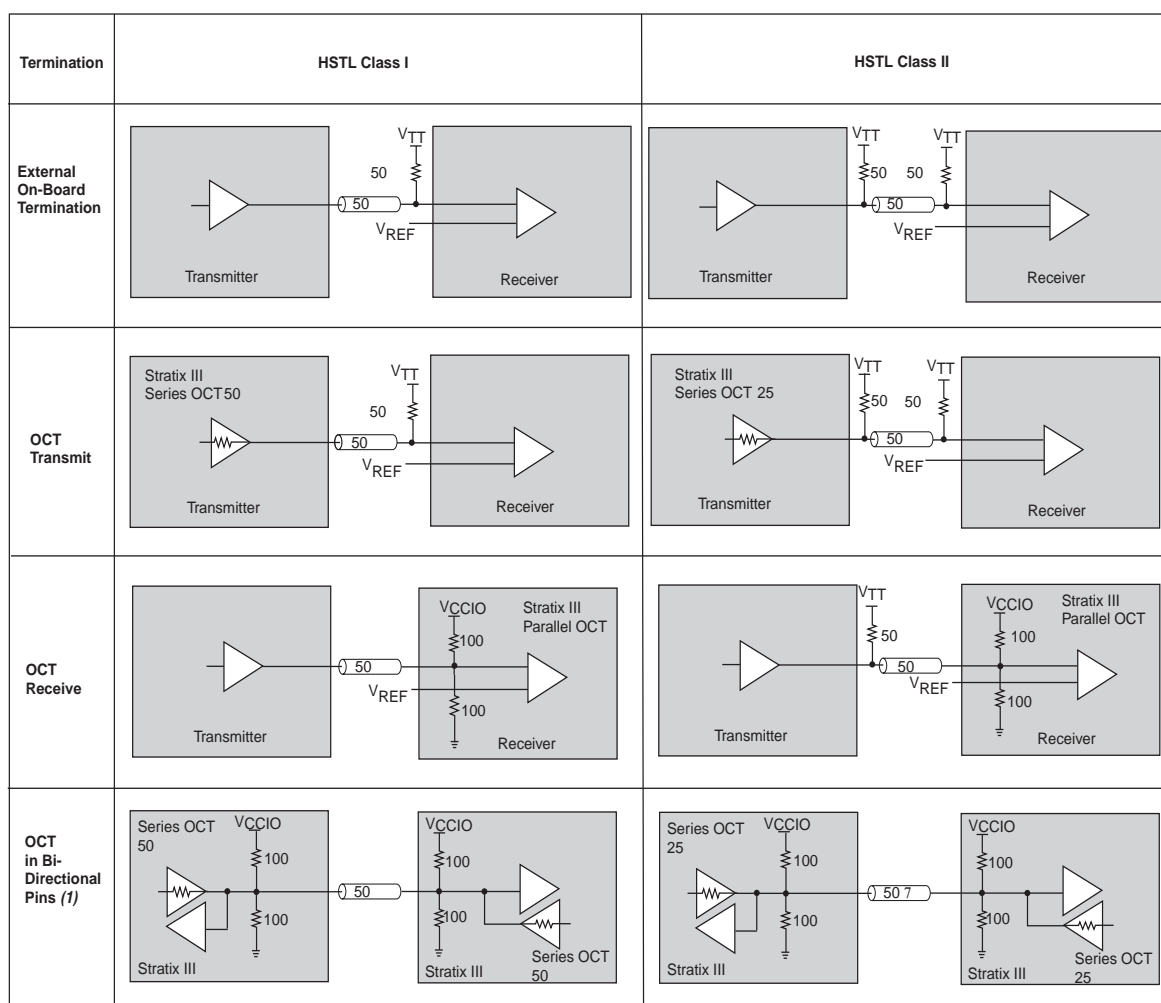 Termination
HSTL Class I
HSTL Class II
External
On-Board
Termination
VTT
50
50
VREF
Transmitter
Receiver
VTT
VTT
50
50
50
VREF
Transmitter
Receiver
OCT
Transmit
Stratix III
Series OCT50
VTT
50
50
VREF
Transmitter
Receiver
Stratix III
Series OCT 25
VTT
VTT
50
50
50
VREF
Transmitter
Receiver
OCT
Receive
VCCIO
Stratix III
Parallel OCT
100
50
VREF
100
Transmitter
Receiver
VTT
50
VCCIO
Stratix III
Parallel OCT
100
50
VREF
100
Transmitter
Receiver
OCT
in Bi-
Directional
Pins (1)
Series OCT
50
VCCIO
100
100
Stratix III
50
VCCIO
100
100
Stratix III
Series OCT
50
Series OCT
25
VCCIO
100
100
Stratix III
50 7
VCCIO
100
100
Stratix III
Series OCT
25